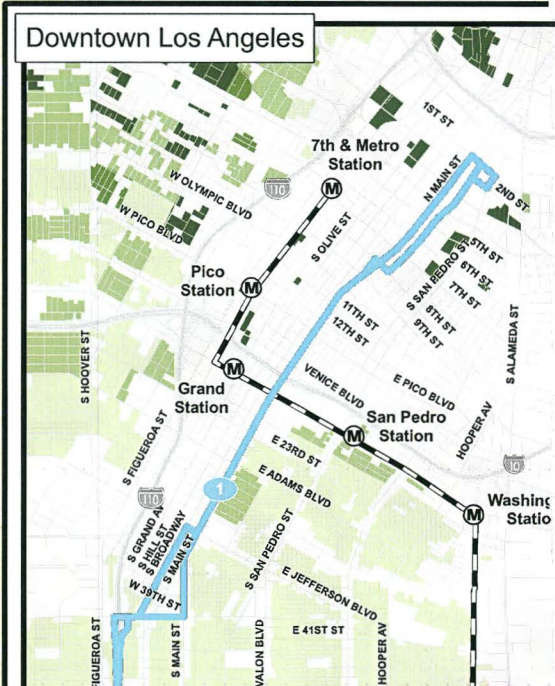 Downtown Los Angeles
1ST ST
7th & Metro
Station
M
W OLYMPIC BLVD
110
N MAIN ST
2ND ST
W PICO BLVD
S OLIVE ST
5TH ST
6TH ST
7TH ST
8TH ST
9TH ST
S SAN PEDRO ST
Pico
Station
M
11TH ST
12TH ST
S HOOVER ST
S ALAMEDA ST
Grand
Station
M
VENICE BLVD
E PICO BLVD
San Pedro
Station
M
HOOPER AV
10
S FIGUEROA ST
E 23RD ST
E ADAMS BLVD
1
110
Washing
Statio
M
S GRAND AV
S HILL ST
S BROADWAY
S MAIN ST
S SAN PEDRO ST
W 39TH ST
E JEFFERSON BLVD
FIGUEROA ST
S MAIN ST
VALON BLVD
E 41ST ST
HOOPER AV